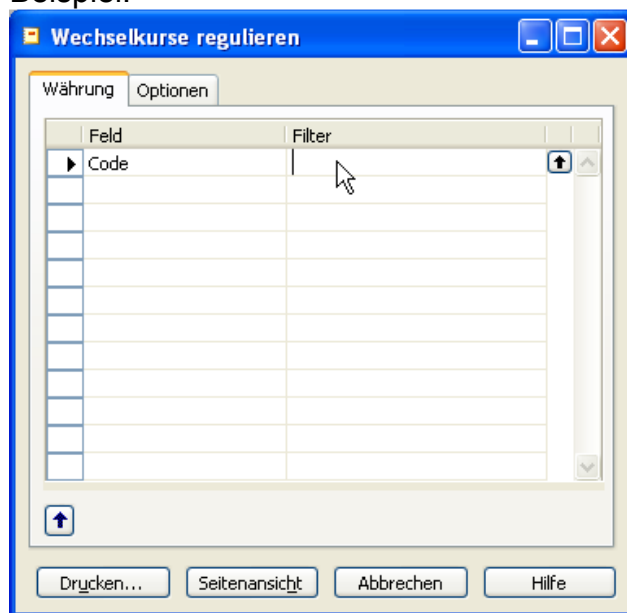 Beispiel:
Wechselkurse regulieren
Währung Optionen
Feld Filter
Code
Drucken... Seitenansicht Abbrechen Hilfe